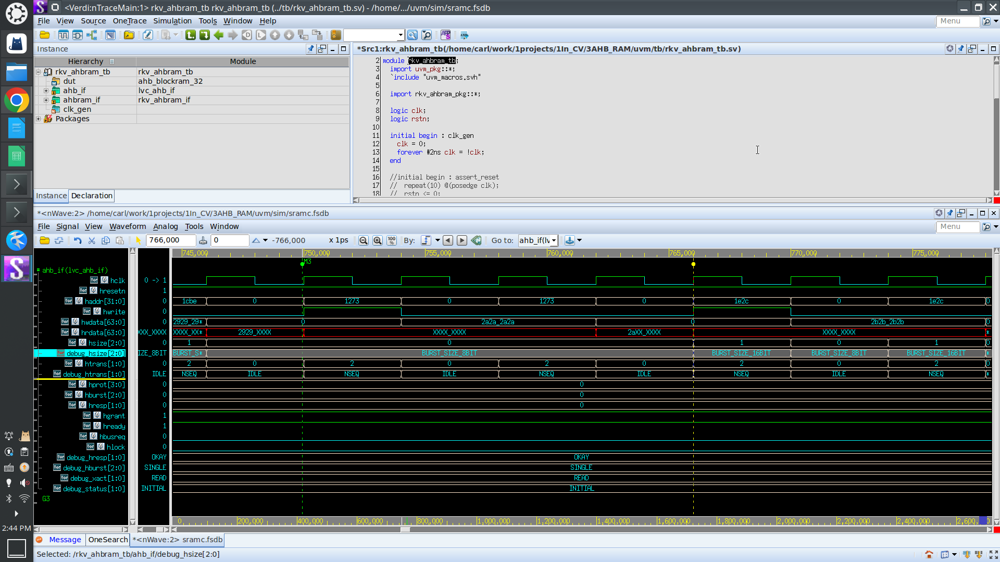 <Verdi:nTraceMain:1> rkv_ahbram_tb rkv_ahbram_tb (../tb/rkv_ahbram_tb.sv) - /home/.../uvm/sim/sramc.fsdb
File View Source OneTrace Simulation Tools Window Help
Menu
Instance
*Src1:rkv_ahbram_tb(/home/carl/work/1projects/1In_CV/3AHB_RAM/uvm/tb/rkv_ahbram_tb.sv)
Hierarchy Module
rkv_ahbram_tb rkv_ahbram_tb
dut ahb_blockram_32
ahb_if lvc_ahb_if
ahbram_if rkv_ahbram_if
clk_gen
Packages
2 module rkv_ahbram_tb;
3 import uvm_pkg::*;
4 `include "uvm_macros.svh"
5
6 import rkv_ahbram_pkg::*;
7
8 logic clk;
9 logic rstn;
10
11 initial begin : clk_gen
12 clk = 0;
13 forever #2ns clk = !clk;
14 end
15
16 //initial begin : assert_reset
17 // repeat(10) @(posedge clk);
18 // rstn <= 0;
Instance Declaration
*<nWave:2> /home/carl/work/1projects/1In_CV/3AHB_RAM/uvm/sim/sramc.fsdb
File Signal View Waveform Analog Tools Window
Menu
766,000 0 -766,000 x 1ps 100% By: Go to: ahb_if(lv
745,000 750,000 755,000 760,000 765,000 770,000 775,000
M3
ahb_if(lvc_ahb_if)
hclk 0 -> 1
hresetn 1
haddr[31:0] 0 1cbe 0 1273 0 1273 0 1e2c 0 1e2c 0
hwrite 0
hwdata[63:0] 0 2929_29* 0 2a2a_2a2a 0 2b2b_2b2b 0
hrdata[63:0] XXX_XXXX XXXX_XX* 2929_XXXX XXXX_XXXX 2aXX_XXXX XXXX_XXXX *
hsize[2:0] 0 1 0 1 0 1 0
debug_hsize[2:0] IZE_8BIT BURST_S* BURST_SIZE_8BIT BURST_SIZE_16BIT BURST_SIZE_8BIT BURST_SIZE_16BIT *
htrans[1:0] 0 2 0 2 0 2 0 2 0 2 0
debug_htrans[1:0] IDLE NSEQ IDLE NSEQ IDLE NSEQ IDLE NSEQ IDLE NSEQ *
hprot[3:0] 0 0
hburst[2:0] 0 0
hresp[1:0] 0 0
hgrant 1
hready 1
hbusreq 0
hlock 0
debug_hresp[1:0] OKAY OKAY
debug_hburst[2:0] SINGLE SINGLE
debug_xact[1:0] READ READ
debug_status[1:0] INITIAL INITIAL
G3
0 200,000 400,000 600,000 800,000 1,000,000 1,200,000 1,400,000 1,600,000 1,800,000 2,000,000 2,200,000 2,400,000 2,600,
2:44 PM
Message OneSearch *<nWave:2> sramc.fsdb
Selected: /rkv_ahbram_tb/ahb_if/debug_hsize[2:0]